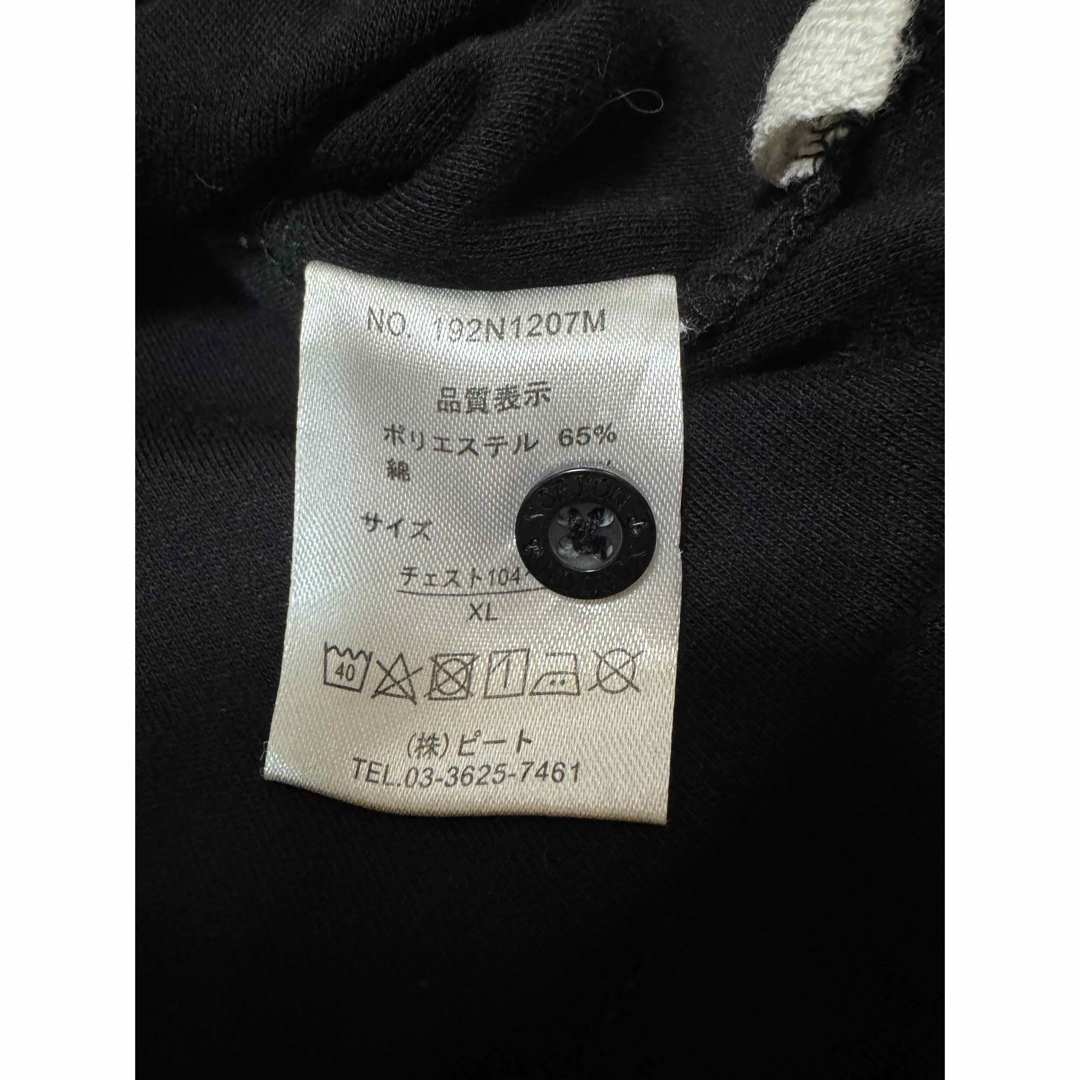 NO. 192N1207M
品質表示
ポリエステル 65%
綿
サイズ
チェスト104
XL
40
(株)ピート
TEL.03-3625-7461